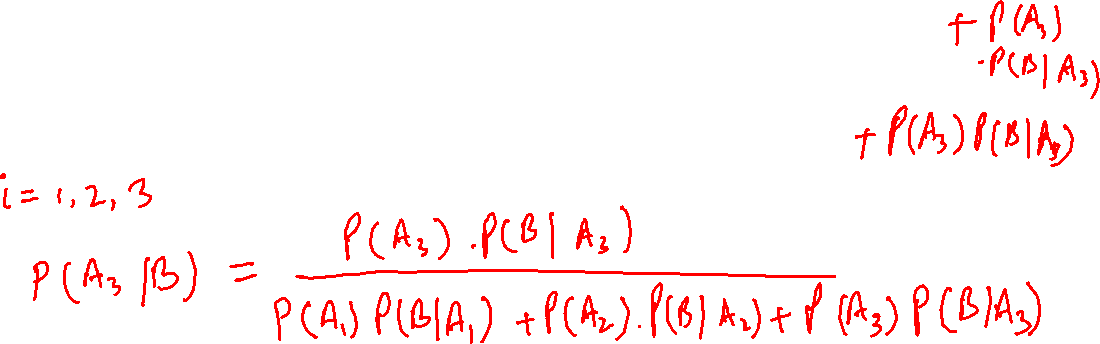 + P(A₃)
·P(B|A₃)
+ P(A₃) P(B|A₃)
i = 1, 2, 3
P(A₃).P(B|A₃)
P(A₃|B) =
P(A₁) P(B|A₁) + P(A₂).P(B|A₂) + P(A₃) P(B|A₃)